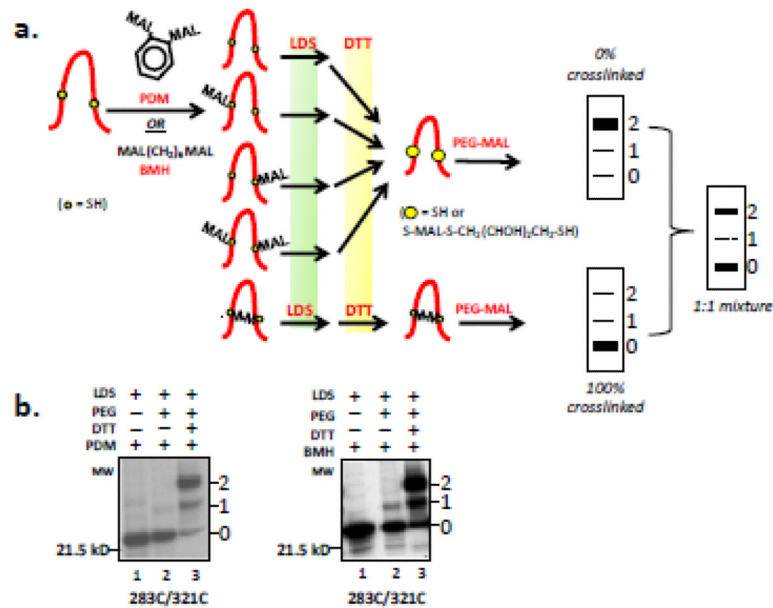 a.
MAL
MAL
PDM
OR
MAL(CH₂)₆MAL
BMH
( = SH)
MAL
MAL
MAL
MAL
M-M
LDS
DTT
LDS
DTT
PEG-MAL
( = SH or
S-MAL-S-CH₂(CHOH)₂CH₂-SH)
PEG-MAL
0%
crosslinked
2
1
0
2
1
0
100%
crosslinked
2
1
0
1:1 mixture
b.
LDS + + +
PEG – + +
DTT – – +
PDM + + +
MW
2
1
0
21.5 kD
1 2 3
283C/321C
LDS + + +
PEG – + +
DTT – – +
BMH + + +
MW
2
1
0
21.5 kD
1 2 3
283C/321C